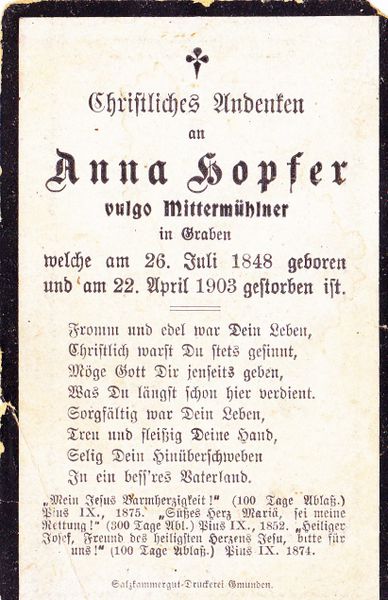 Christliches Andenken
an
Anna Hopfer
vulgo Mittermühlner
in Graben
welche am 26. Juli 1848 geboren
und am 22. April 1903 gestorben ist.
Fromm und edel war Dein Leben,
Christlich warst Du stets gesinnt,
Möge Gott Dir jenseits geben,
Was Du längst schon hier verdient.
Sorgfältig war Dein Leben,
Treu und fleißig Deine Hand,
Selig Dein Hinüberschweben
In ein bess'res Vaterland.
„Mein Jesus Barmherzigkeit!“ (100 Tage Ablaß.)
Pius IX., 1875. „Süßes Herz Mariä, sei meine
Rettung!“ (300 Tage Abl.) Pius IX., 1852. „Heiliger
Josef, Freund des heiligsten Herzens Jesu, bitte für
uns!“ (100 Tage Ablaß.) Pius IX. 1874.
Salzkammergut-Druckerei Gmunden.